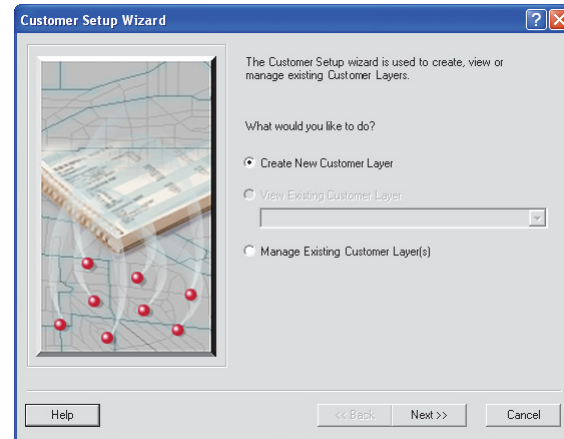 Customer Setup Wizard
The Customer Setup wizard is used to create, view or
manage existing Customer Layers.
What would you like to do?
Create New Customer Layer
View Existing Customer Layer
Manage Existing Customer Layer(s)
Help
<< Back
Next >>
Cancel